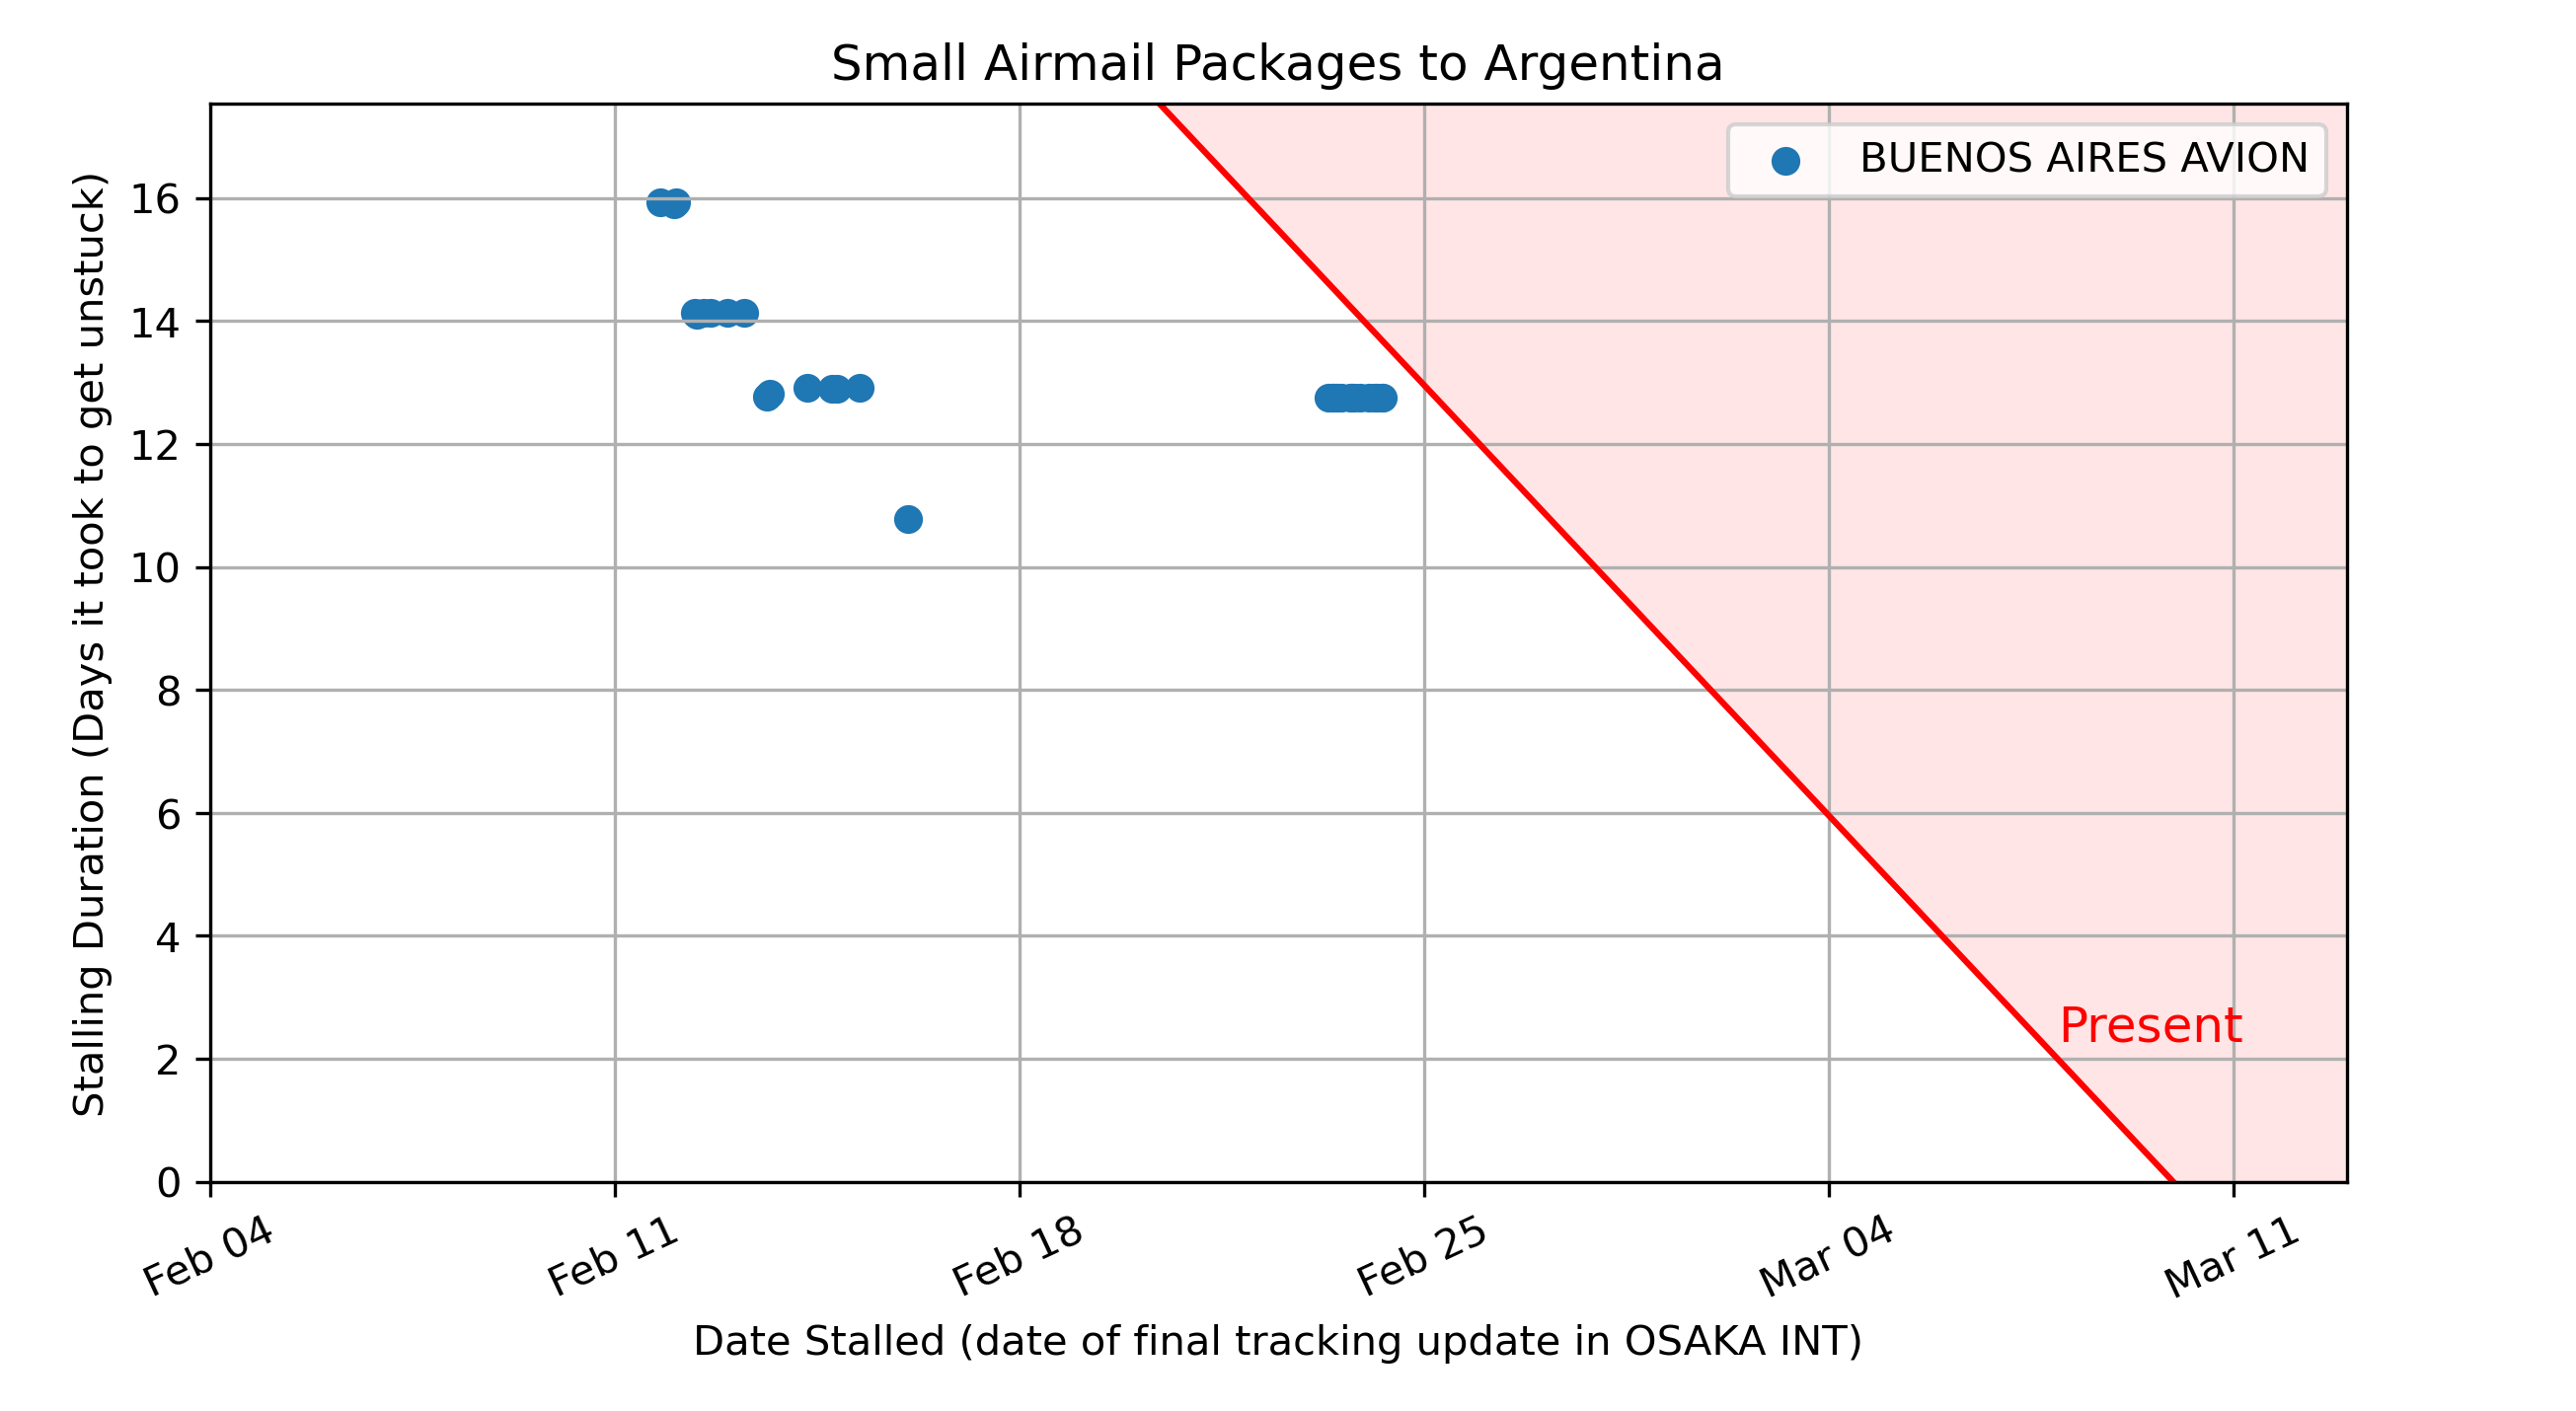 Small Airmail Packages to Argentina
BUENOS AIRES AVION
Stalling Duration (Days it took to get unstuck)
16
14
12
10
8
6
4
2
0
Present
Feb 04
Feb 11
Feb 18
Feb 25
Mar 04
Mar 11
Date Stalled (date of final tracking update in OSAKA INT)